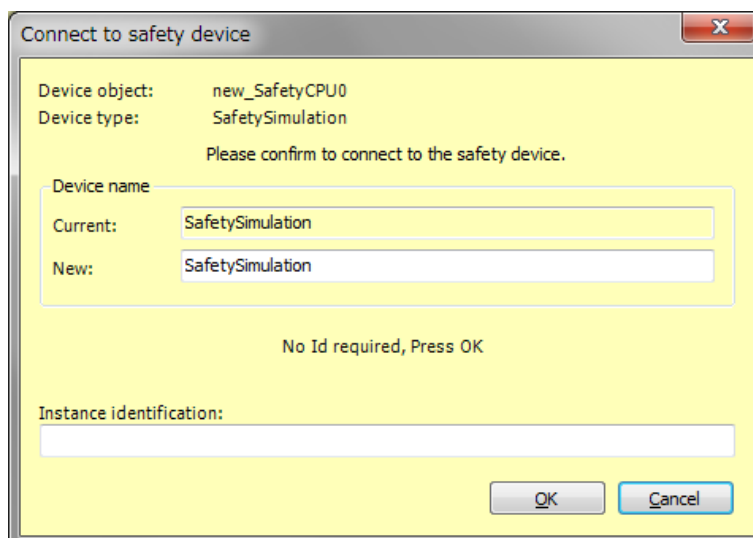 Connect to safety device
Device object: new_SafetyCPU0
Device type: SafetySimulation
Please confirm to connect to the safety device.
Device name
Current: SafetySimulation
New: SafetySimulation
No Id required, Press OK
Instance identification:
OK Cancel